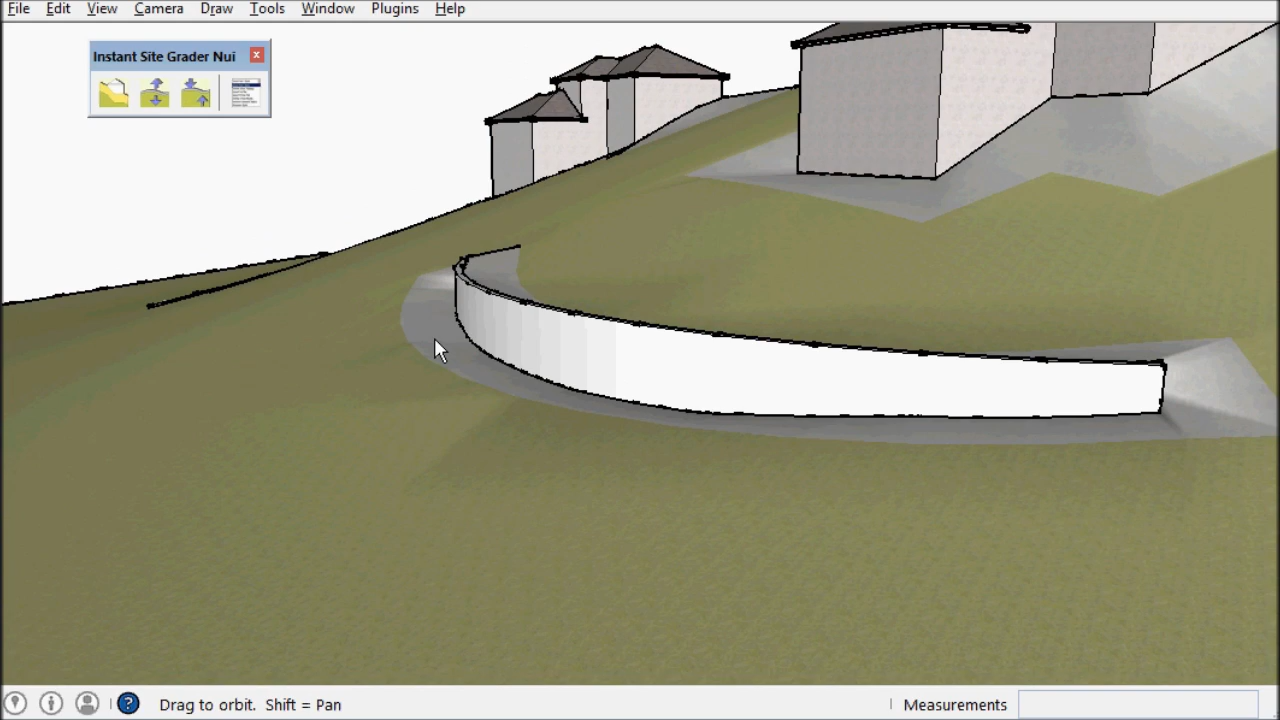 File Edit View Camera Draw Tools Window Plugins Help
Instant Site Grader Nui
Drag to orbit. Shift = Pan
Measurements